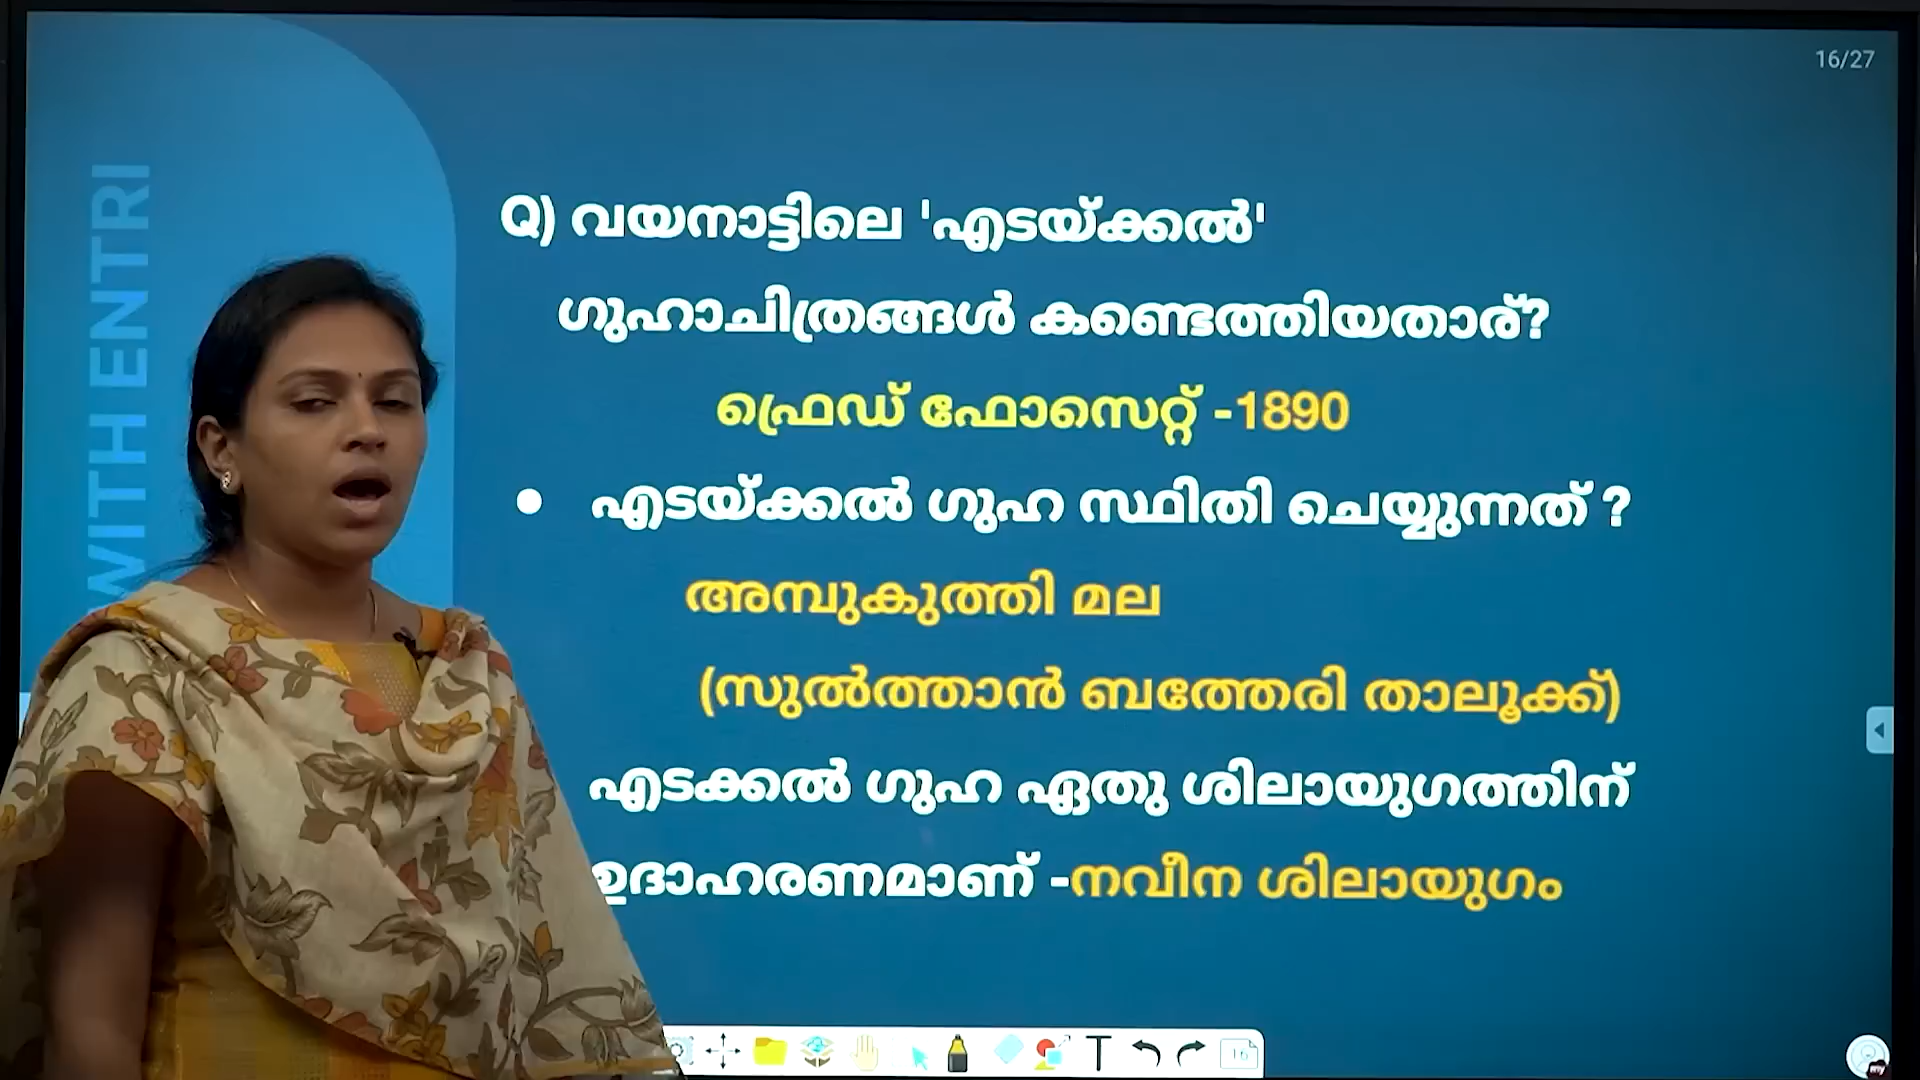 16/27
WITH ENTRI
Q) വയനാട്ടിലെ 'എടയ്ക്കൽ'
ഗുഹാചിത്രങ്ങൾ കണ്ടെത്തിയതാര്?
ഫ്രെഡ് ഫോസെറ്റ് -1890
• എടയ്ക്കൽ ഗുഹ സ്ഥിതി ചെയ്യുന്നത് ?
അമ്പുകുത്തി മല
(സുൽത്താൻ ബത്തേരി താലൂക്ക്)
എടക്കൽ ഗുഹ ഏതു ശിലായുഗത്തിന്
ഉദാഹരണമാണ് -നവീന ശിലായുഗം